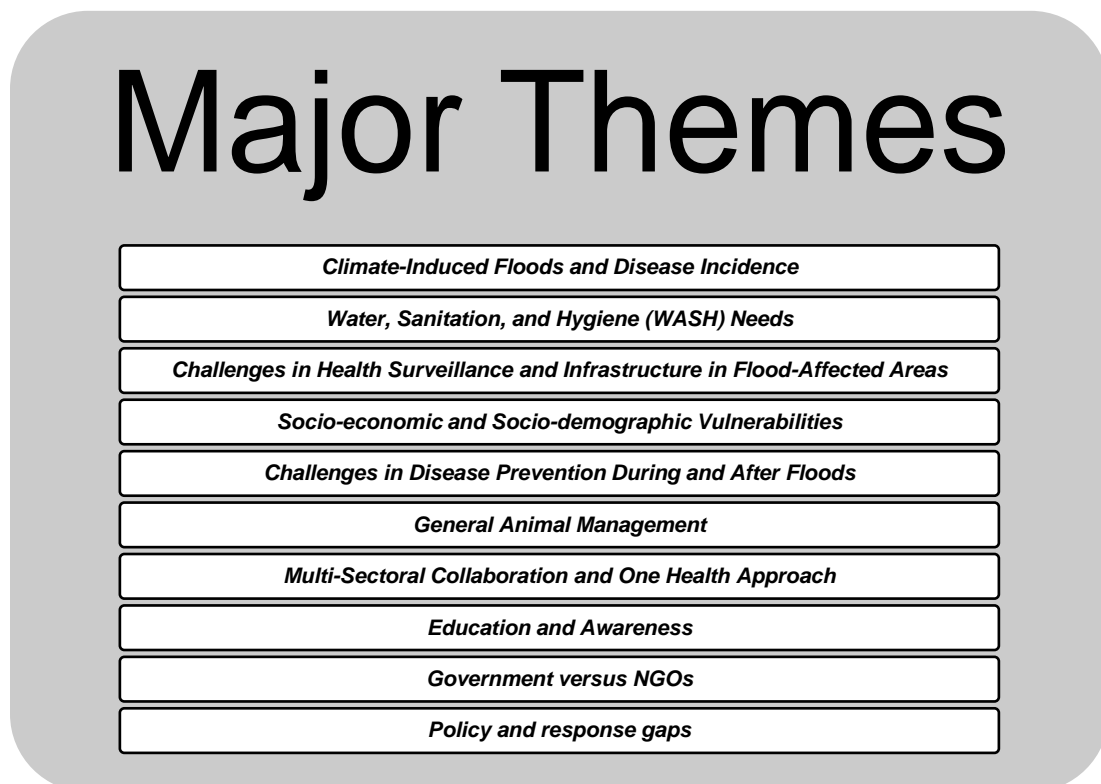 Major Themes
Climate-Induced Floods and Disease Incidence
Water, Sanitation, and Hygiene (WASH) Needs
Challenges in Health Surveillance and Infrastructure in Flood-Affected Areas
Socio-economic and Socio-demographic Vulnerabilities
Challenges in Disease Prevention During and After Floods
General Animal Management
Multi-Sectoral Collaboration and One Health Approach
Education and Awareness
Government versus NGOs
Policy and response gaps